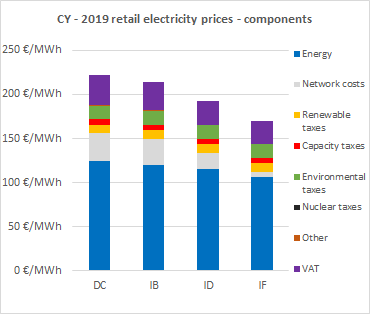 CY - 2019 retail electricity prices - components
250 €/MWh
200 €/MWh
150 €/MWh
100 €/MWh
50 €/MWh
0 €/MWh
DC
IB
ID
IF
Energy
Network costs
Renewable
taxes
Capacity taxes
Environmental
taxes
Nuclear taxes
Other
VAT